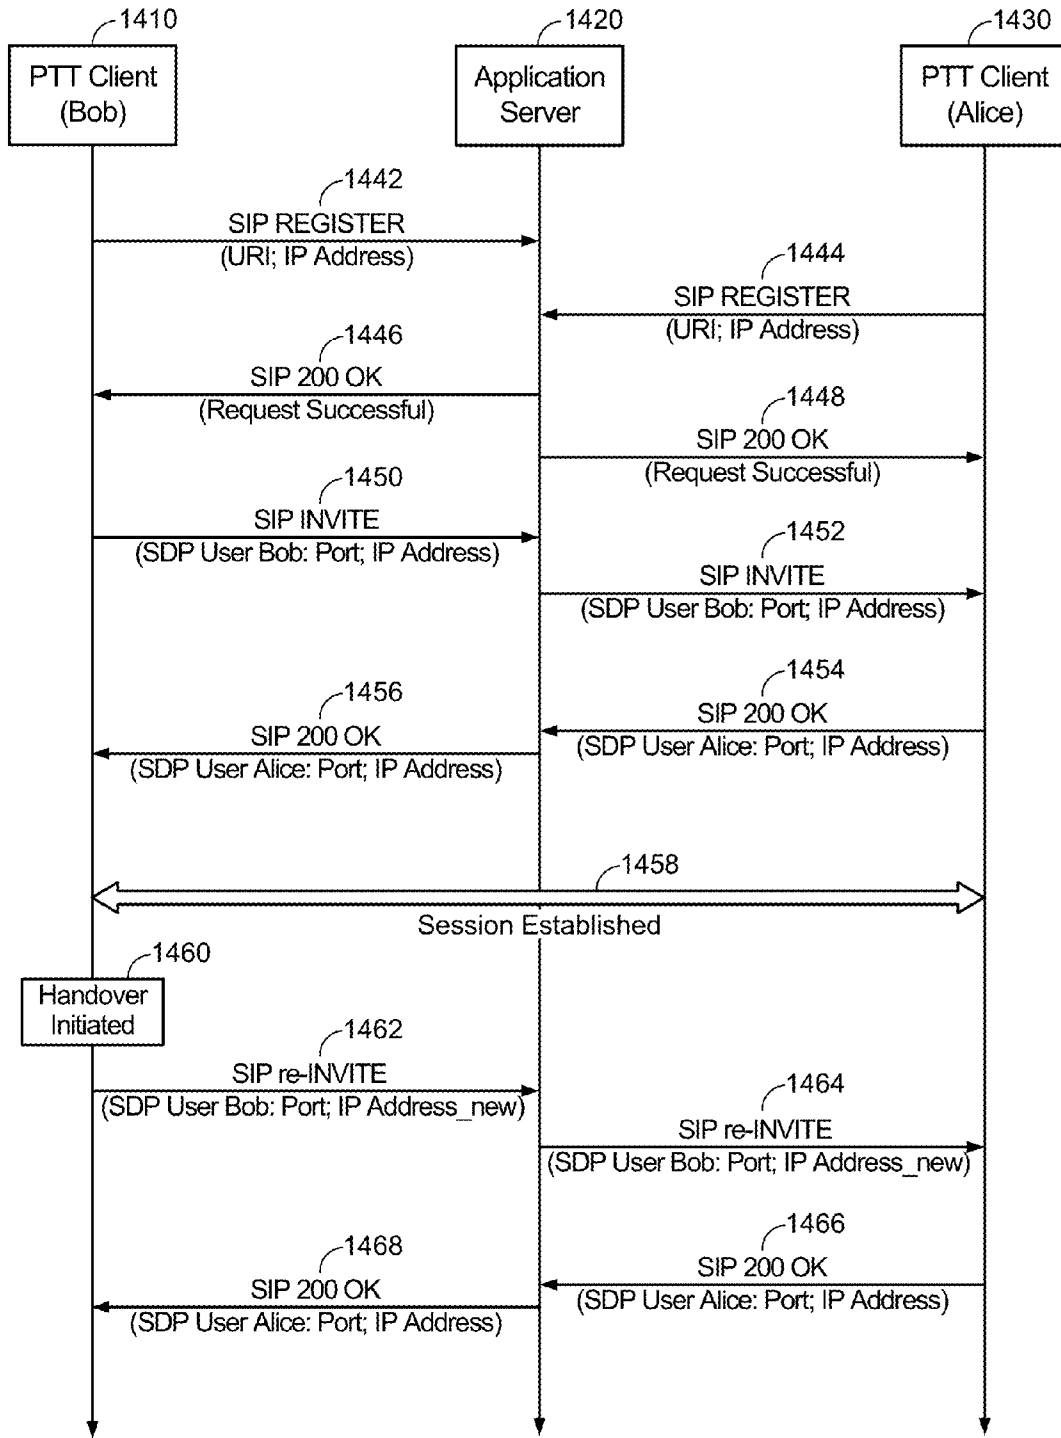 1410
1420
1430
PTT Client
(Bob)
Application
Server
PTT Client
(Alice)
1442
SIP REGISTER
(URI; IP Address)
1444
SIP REGISTER
(URI; IP Address)
1446
SIP 200 OK
(Request Successful)
1448
SIP 200 OK
(Request Successful)
1450
SIP INVITE
(SDP User Bob: Port; IP Address)
1452
SIP INVITE
(SDP User Bob: Port; IP Address)
1454
SIP 200 OK
(SDP User Alice: Port; IP Address)
1456
SIP 200 OK
(SDP User Alice: Port; IP Address)
1458
Session Established
1460
Handover
Initiated
1462
SIP re-INVITE
(SDP User Bob: Port; IP Address_new)
1464
SIP re-INVITE
(SDP User Bob: Port; IP Address_new)
1466
SIP 200 OK
(SDP User Alice: Port; IP Address)
1468
SIP 200 OK
(SDP User Alice: Port; IP Address)